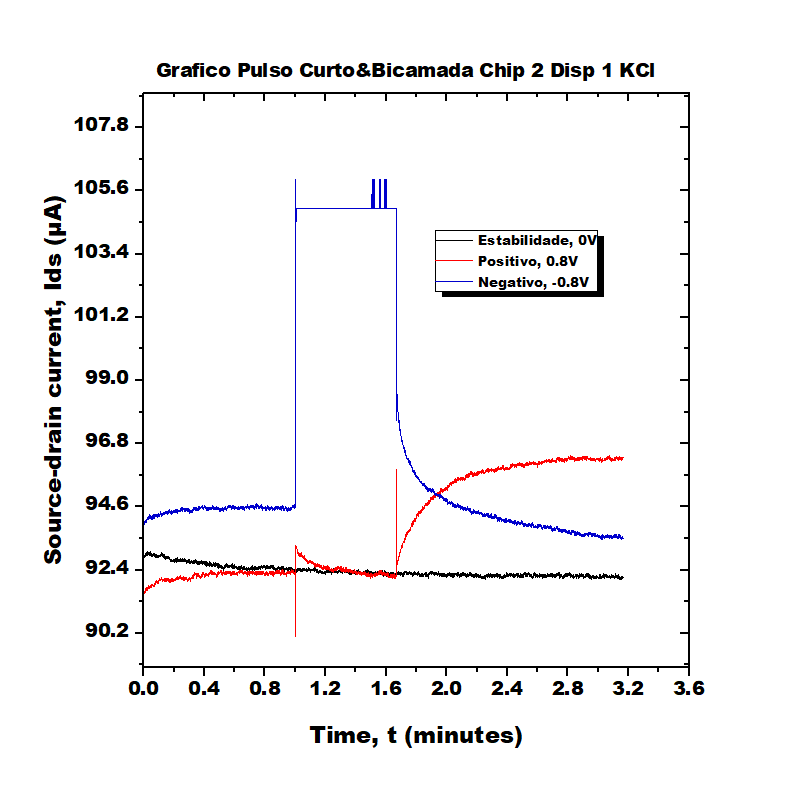 Grafico Pulso Curto&Bicamada Chip 2 Disp 1 KCl
107.8
105.6
103.4
101.2
99.0
96.8
94.6
92.4
90.2
Source-drain current, Ids (µA)
Estabilidade, 0V
Positivo, 0.8V
Negativo, -0.8V
0.0 0.4 0.8 1.2 1.6 2.0 2.4 2.8 3.2 3.6
Time, t (minutes)